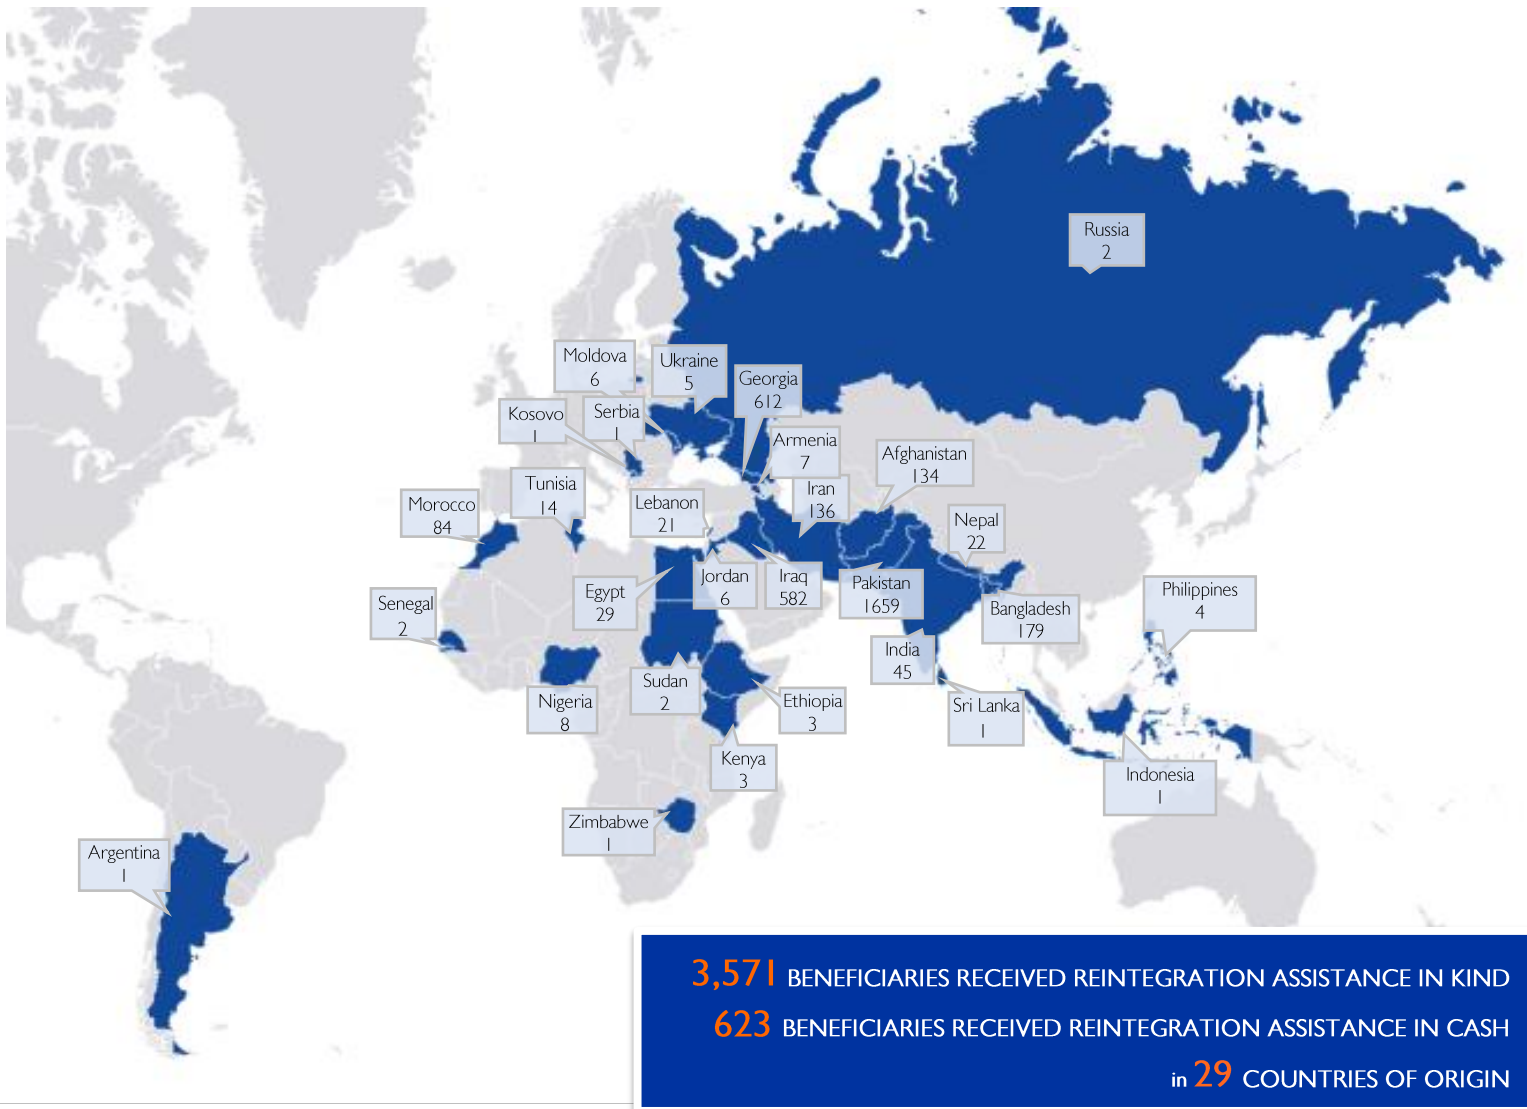 Russia
2
Moldova
6
Ukraine
5
Georgia
612
Kosovo
1
Serbia
1
Armenia
7
Afghanistan
134
Tunisia
14
Iran
136
Morocco
84
Lebanon
21
Nepal
22
Egypt
29
Jordan
6
Iraq
582
Pakistan
1659
Philippines
4
Senegal
2
Bangladesh
179
India
45
Sudan
2
Nigeria
8
Ethiopia
3
Sri Lanka
1
Kenya
3
Indonesia
1
Zimbabwe
1
Argentina
1
3,571 BENEFICIARIES RECEIVED REINTEGRATION ASSISTANCE IN KIND
623 BENEFICIARIES RECEIVED REINTEGRATION ASSISTANCE IN CASH
in 29 COUNTRIES OF ORIGIN